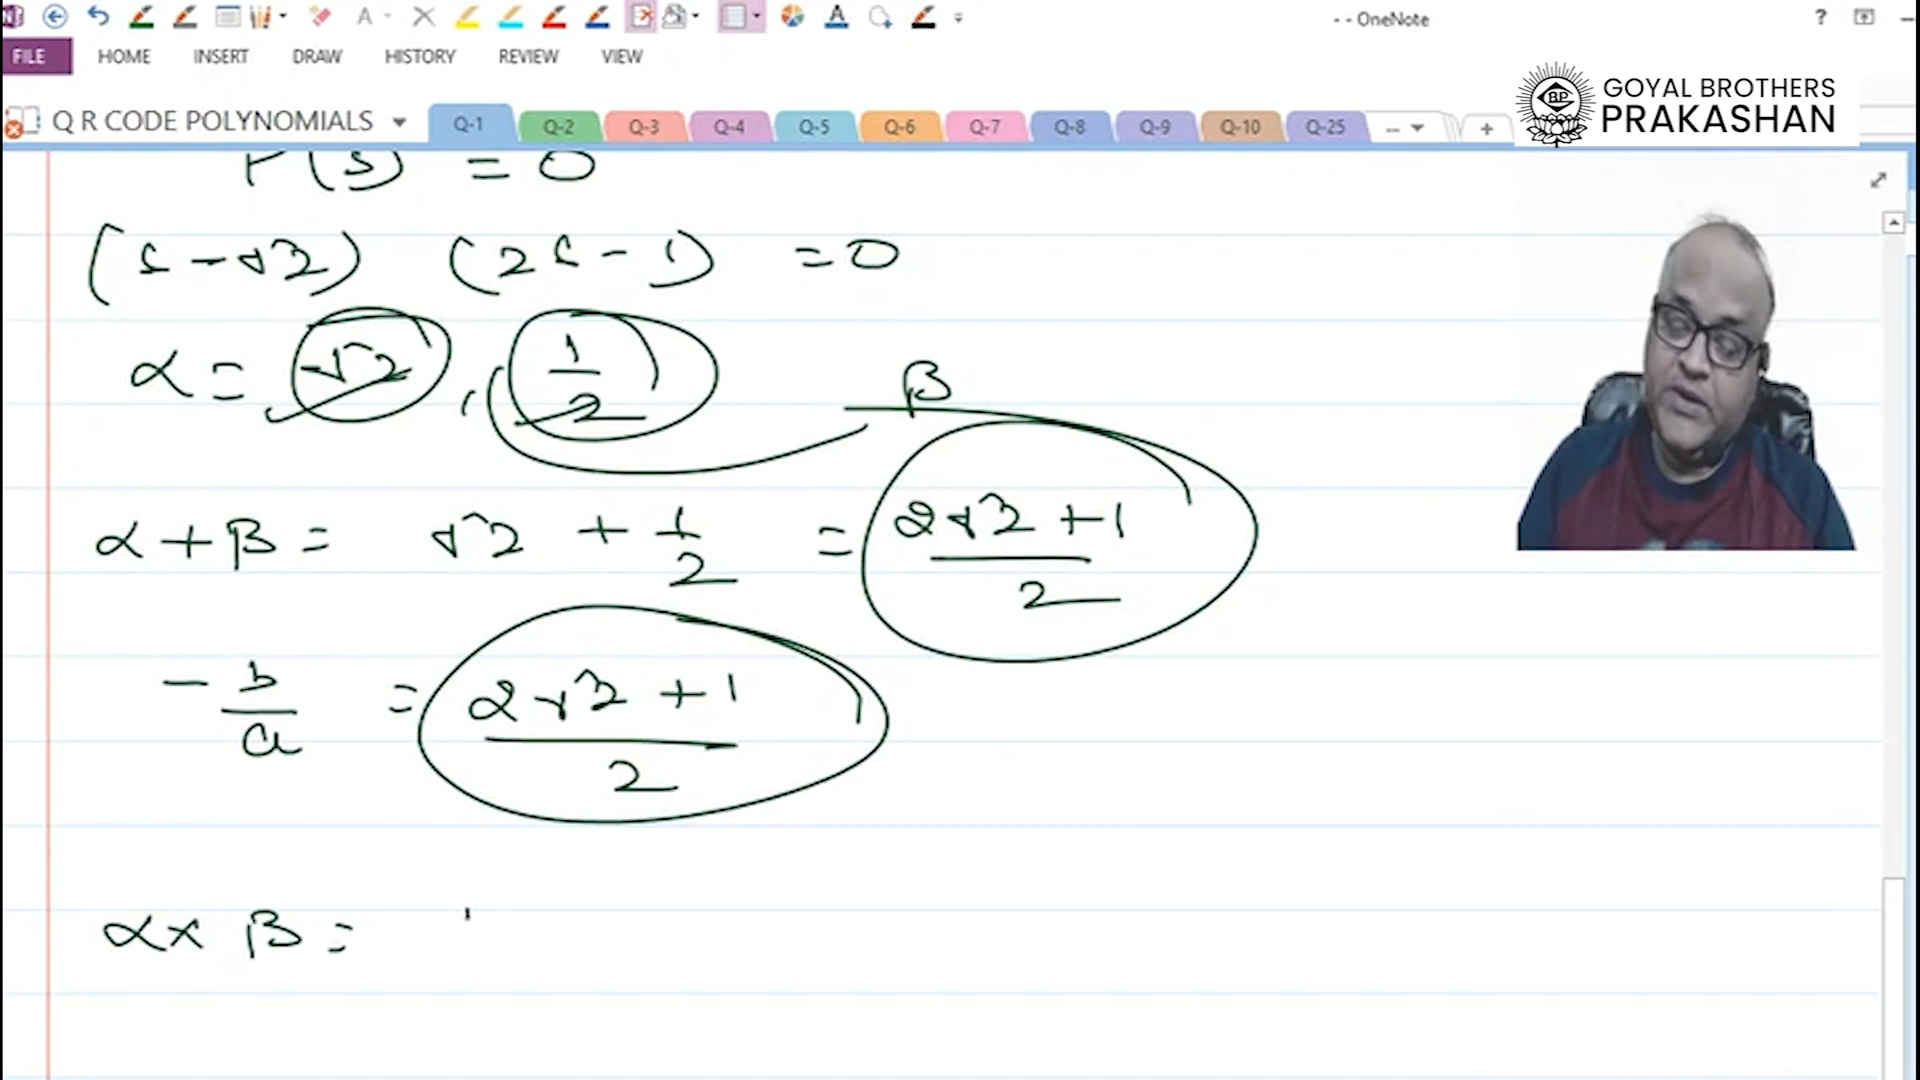 - - OneNote
?
FILE HOME INSERT DRAW HISTORY REVIEW VIEW
GOYAL BROTHERS
PRAKASHAN
BP
Q R CODE POLYNOMIALS
Q-1 Q-2 Q-3 Q-4 Q-5 Q-6 Q-7 Q-8 Q-9 Q-10 Q-25
P(s) = 0
(s-√2) (2s-1) = 0
α = √2, 1/2 β
α+β = √2 + 1/2 = (2√2+1)/2
-b/a = (2√2+1)/2
α× β =